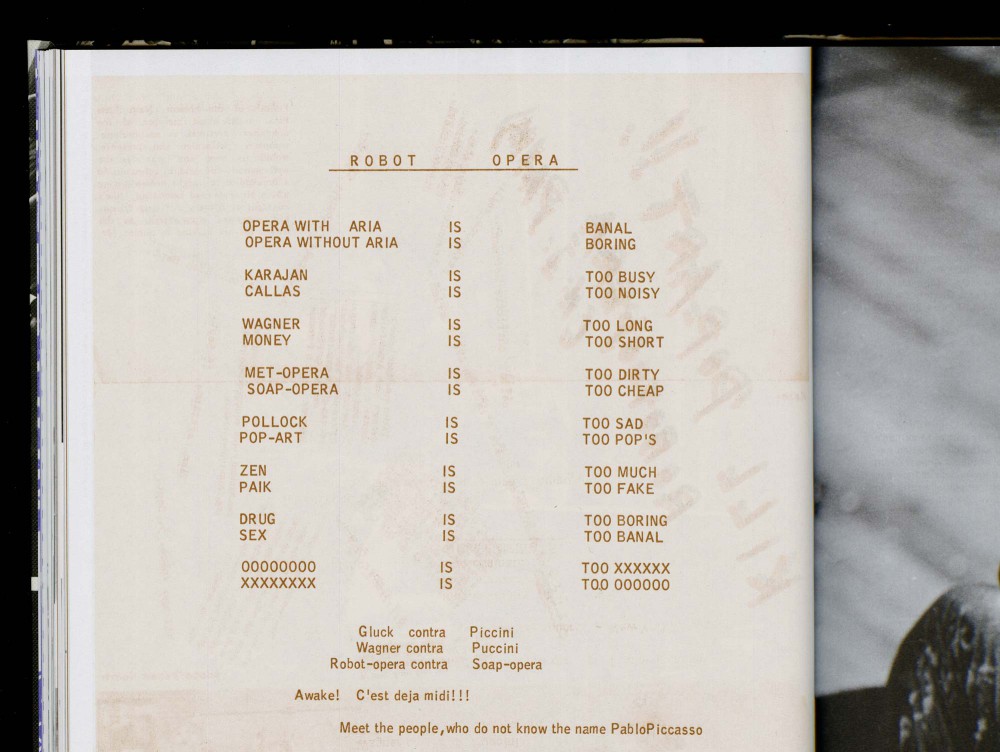 ROBOT OPERA
OPERA WITH ARIA IS BANAL
OPERA WITHOUT ARIA IS BORING
KARAJAN IS TOO BUSY
CALLAS IS TOO NOISY
WAGNER IS TOO LONG
MONEY IS TOO SHORT
MET-OPERA IS TOO DIRTY
SOAP-OPERA IS TOO CHEAP
POLLOCK IS TOO SAD
POP-ART IS TOO POP'S
ZEN IS TOO MUCH
PAIK IS TOO FAKE
DRUG IS TOO BORING
SEX IS TOO BANAL
OOOOOOOO IS TOO XXXXXX
XXXXXXXX IS TOO OOOOOO
Gluck contra Piccini
Wagner contra Puccini
Robot-opera contra Soap-opera
Awake! C'est deja midi!!!
Meet the people,who do not know the name PabloPiccasso